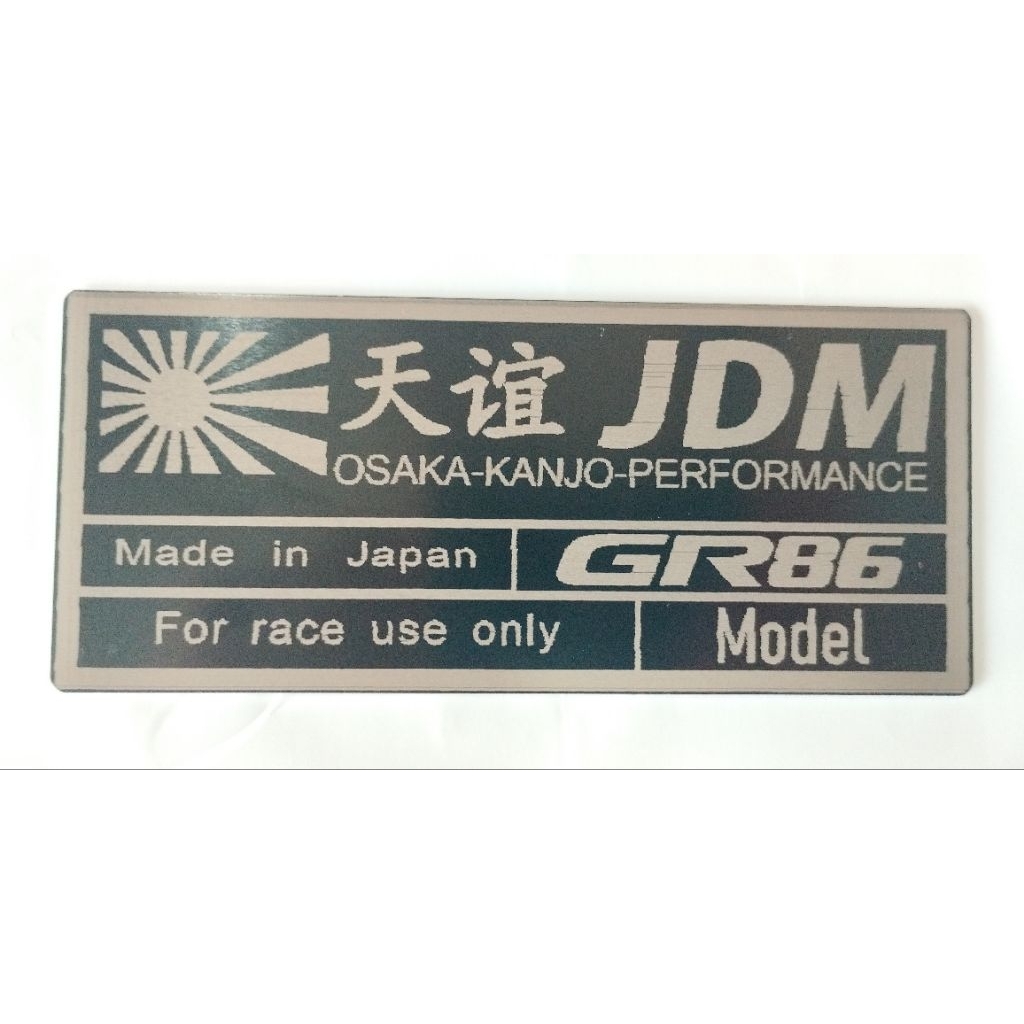 天谊 JDM
OSAKA-KANJO-PERFORMANCE
Made in Japan GR86
For race use only Model